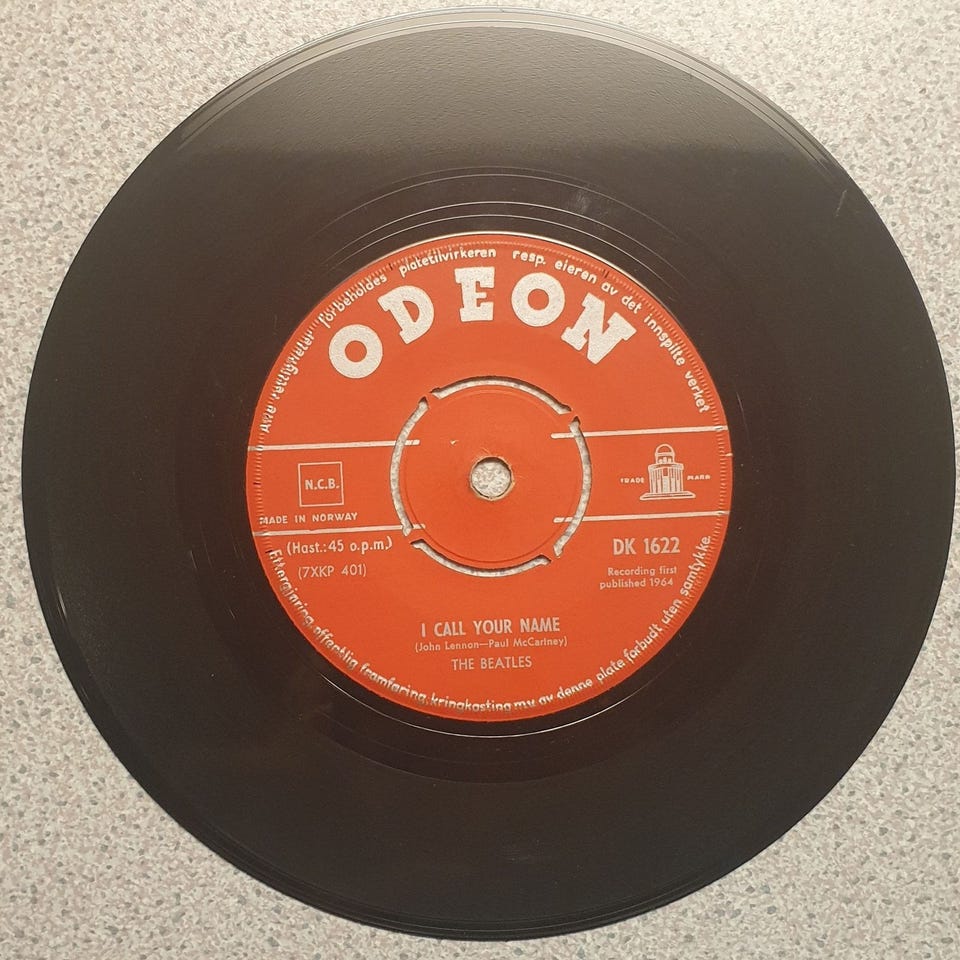 Alle rettigheter forbeholdes platetilvirkeren resp. eieren av det innspilte verket
ODEON
N.C.B.
TRADE MARK
MADE IN NORWAY
(Hast.: 45 o.p.m.)
DK 1622
(7XKP 401)
Recording first
published 1964
I CALL YOUR NAME
(John Lennon—Paul McCartney)
THE BEATLES
Ettergjøring, offentlig framføring, kringkasting m.v. av denne plate forbudt uten samtykke.